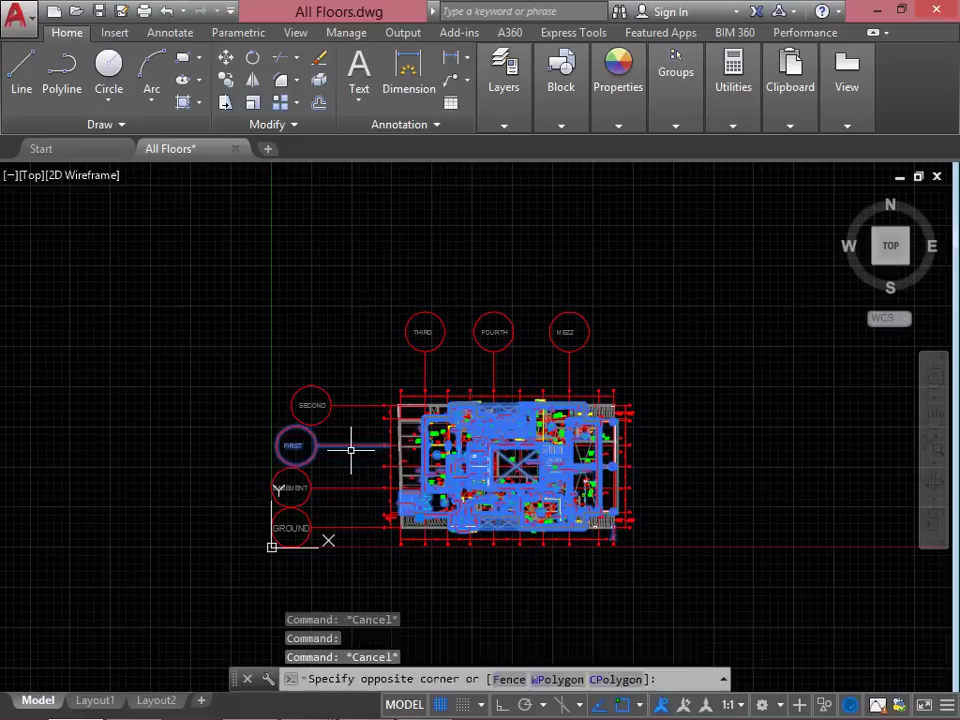 All Floors.dwg
Type a keyword or phrase
Sign In
Home Insert Annotate Parametric View Manage Output Add-ins A360 Express Tools Featured Apps BIM 360 Performance
Line Polyline Circle Arc Text Dimension Layers Block Properties Groups Utilities Clipboard View
Draw Modify Annotation
Start All Floors*
[−][Top][2D Wireframe]
N
W TOP E
S
WCS
THIRD FOURTH MEZZ
SECOND
FIRST
GROUND
Y
X
Command: *Cancel*
Command:
Command: *Cancel*
Specify opposite corner or [Fence WPolygon CPolygon]:
Model Layout1 Layout2 +
MODEL 1:1